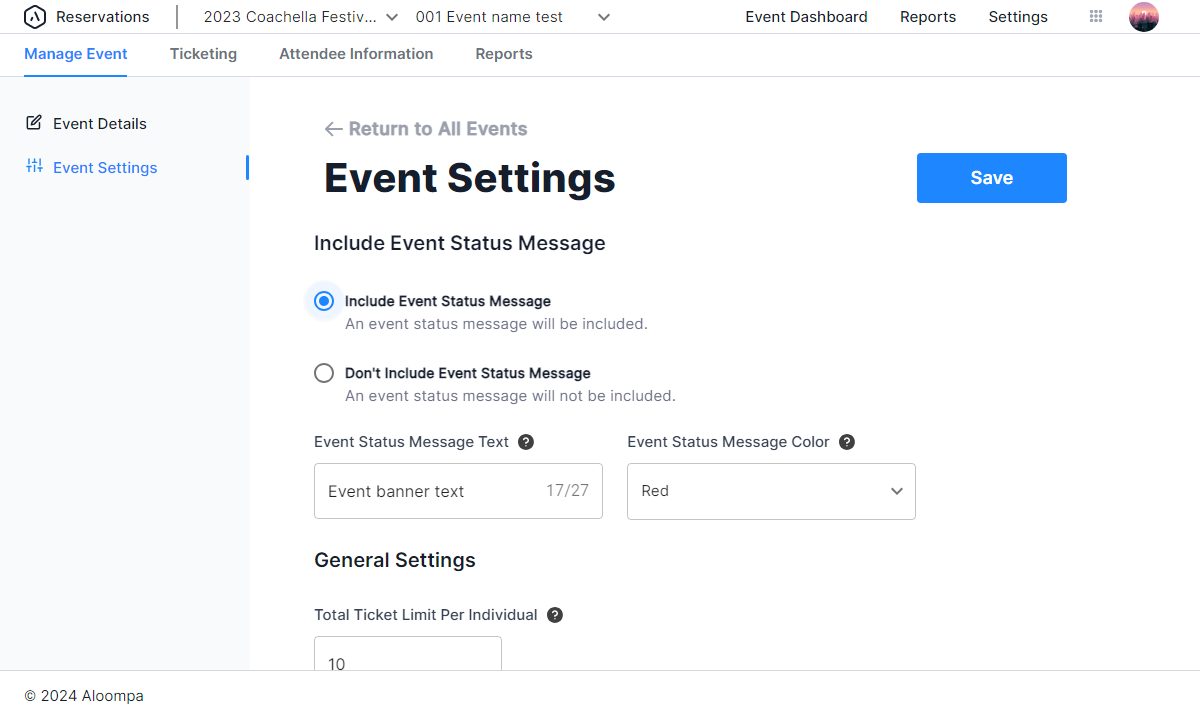 Reservations 2023 Coachella Festiv... 001 Event name test Event Dashboard Reports Settings
Manage Event Ticketing Attendee Information Reports
Event Details
Event Settings
Return to All Events
Event Settings
Save
Include Event Status Message
Include Event Status Message
An event status message will be included.
Don't Include Event Status Message
An event status message will not be included.
Event Status Message Text ? Event Status Message Color ?
Event banner text 17/27 Red
General Settings
Total Ticket Limit Per Individual ?
10
© 2024 Aloompa